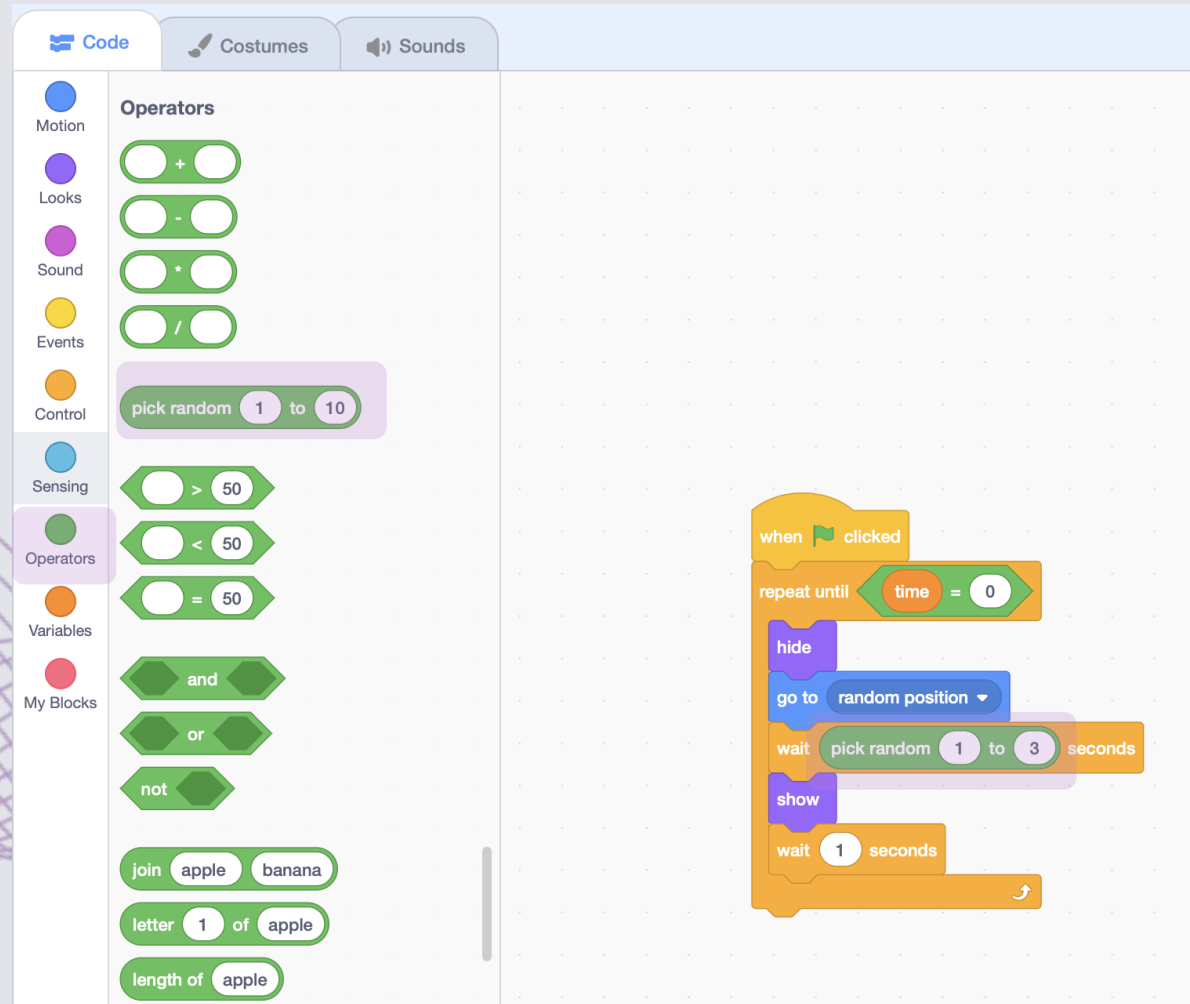 Code
Costumes
Sounds
Motion
Looks
Sound
Events
Control
Sensing
Operators
Variables
My Blocks
Operators
+
-
*
/
pick random 1 to 10
> 50
< 50
= 50
and
or
not
join apple banana
letter 1 of apple
length of apple
when clicked
repeat until time = 0
hide
go to random position
wait pick random 1 to 3 seconds
show
wait 1 seconds